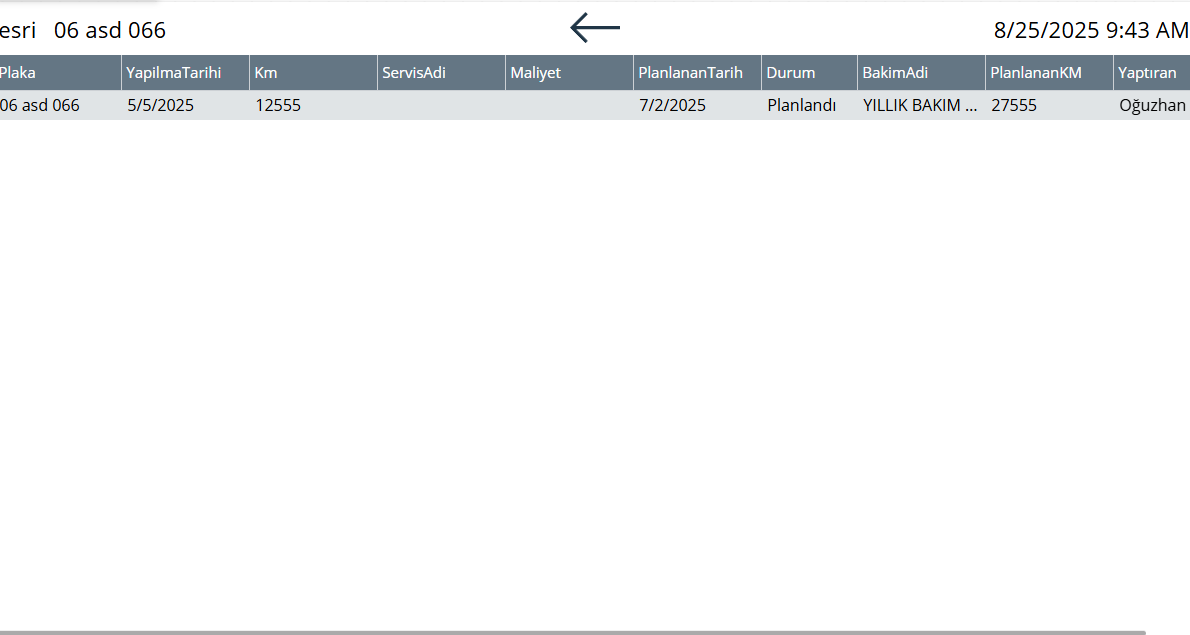 esri 06 asd 066 8/25/2025 9:43 AM
Plaka YapilmaTarihi Km ServisAdi Maliyet PlanlananTarih Durum BakimAdi PlanlananKM Yaptıran
06 asd 066 5/5/2025 12555 7/2/2025 Planlandı YILLIK BAKIM ... 27555 Oğuzhan